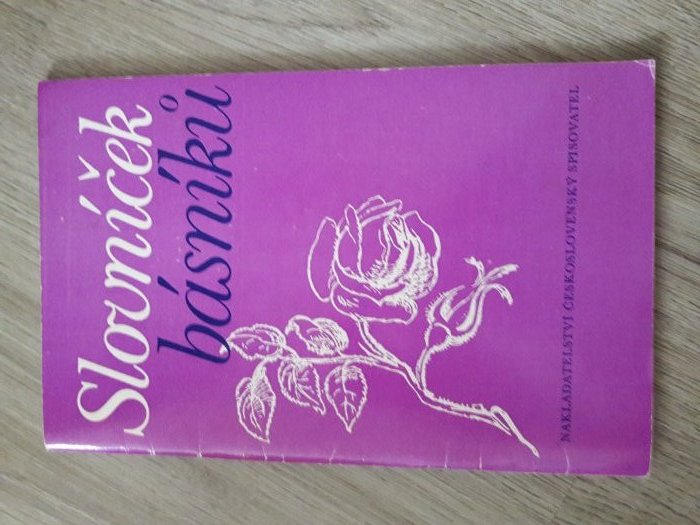 Slovníček
básníků
NAKLADATELSTVÍ ČESKOSLOVENSKÝ SPISOVATEL